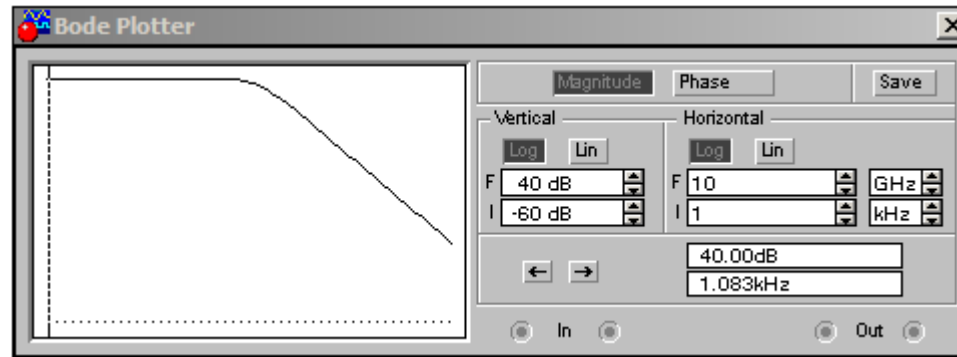 Bode Plotter
Magnitude Phase Save
Vertical Horizontal
Log Lin Log Lin
F 40 dB F 10 GHz
I -60 dB I 1 kHz
← → 40.00dB
1.083kHz
In Out